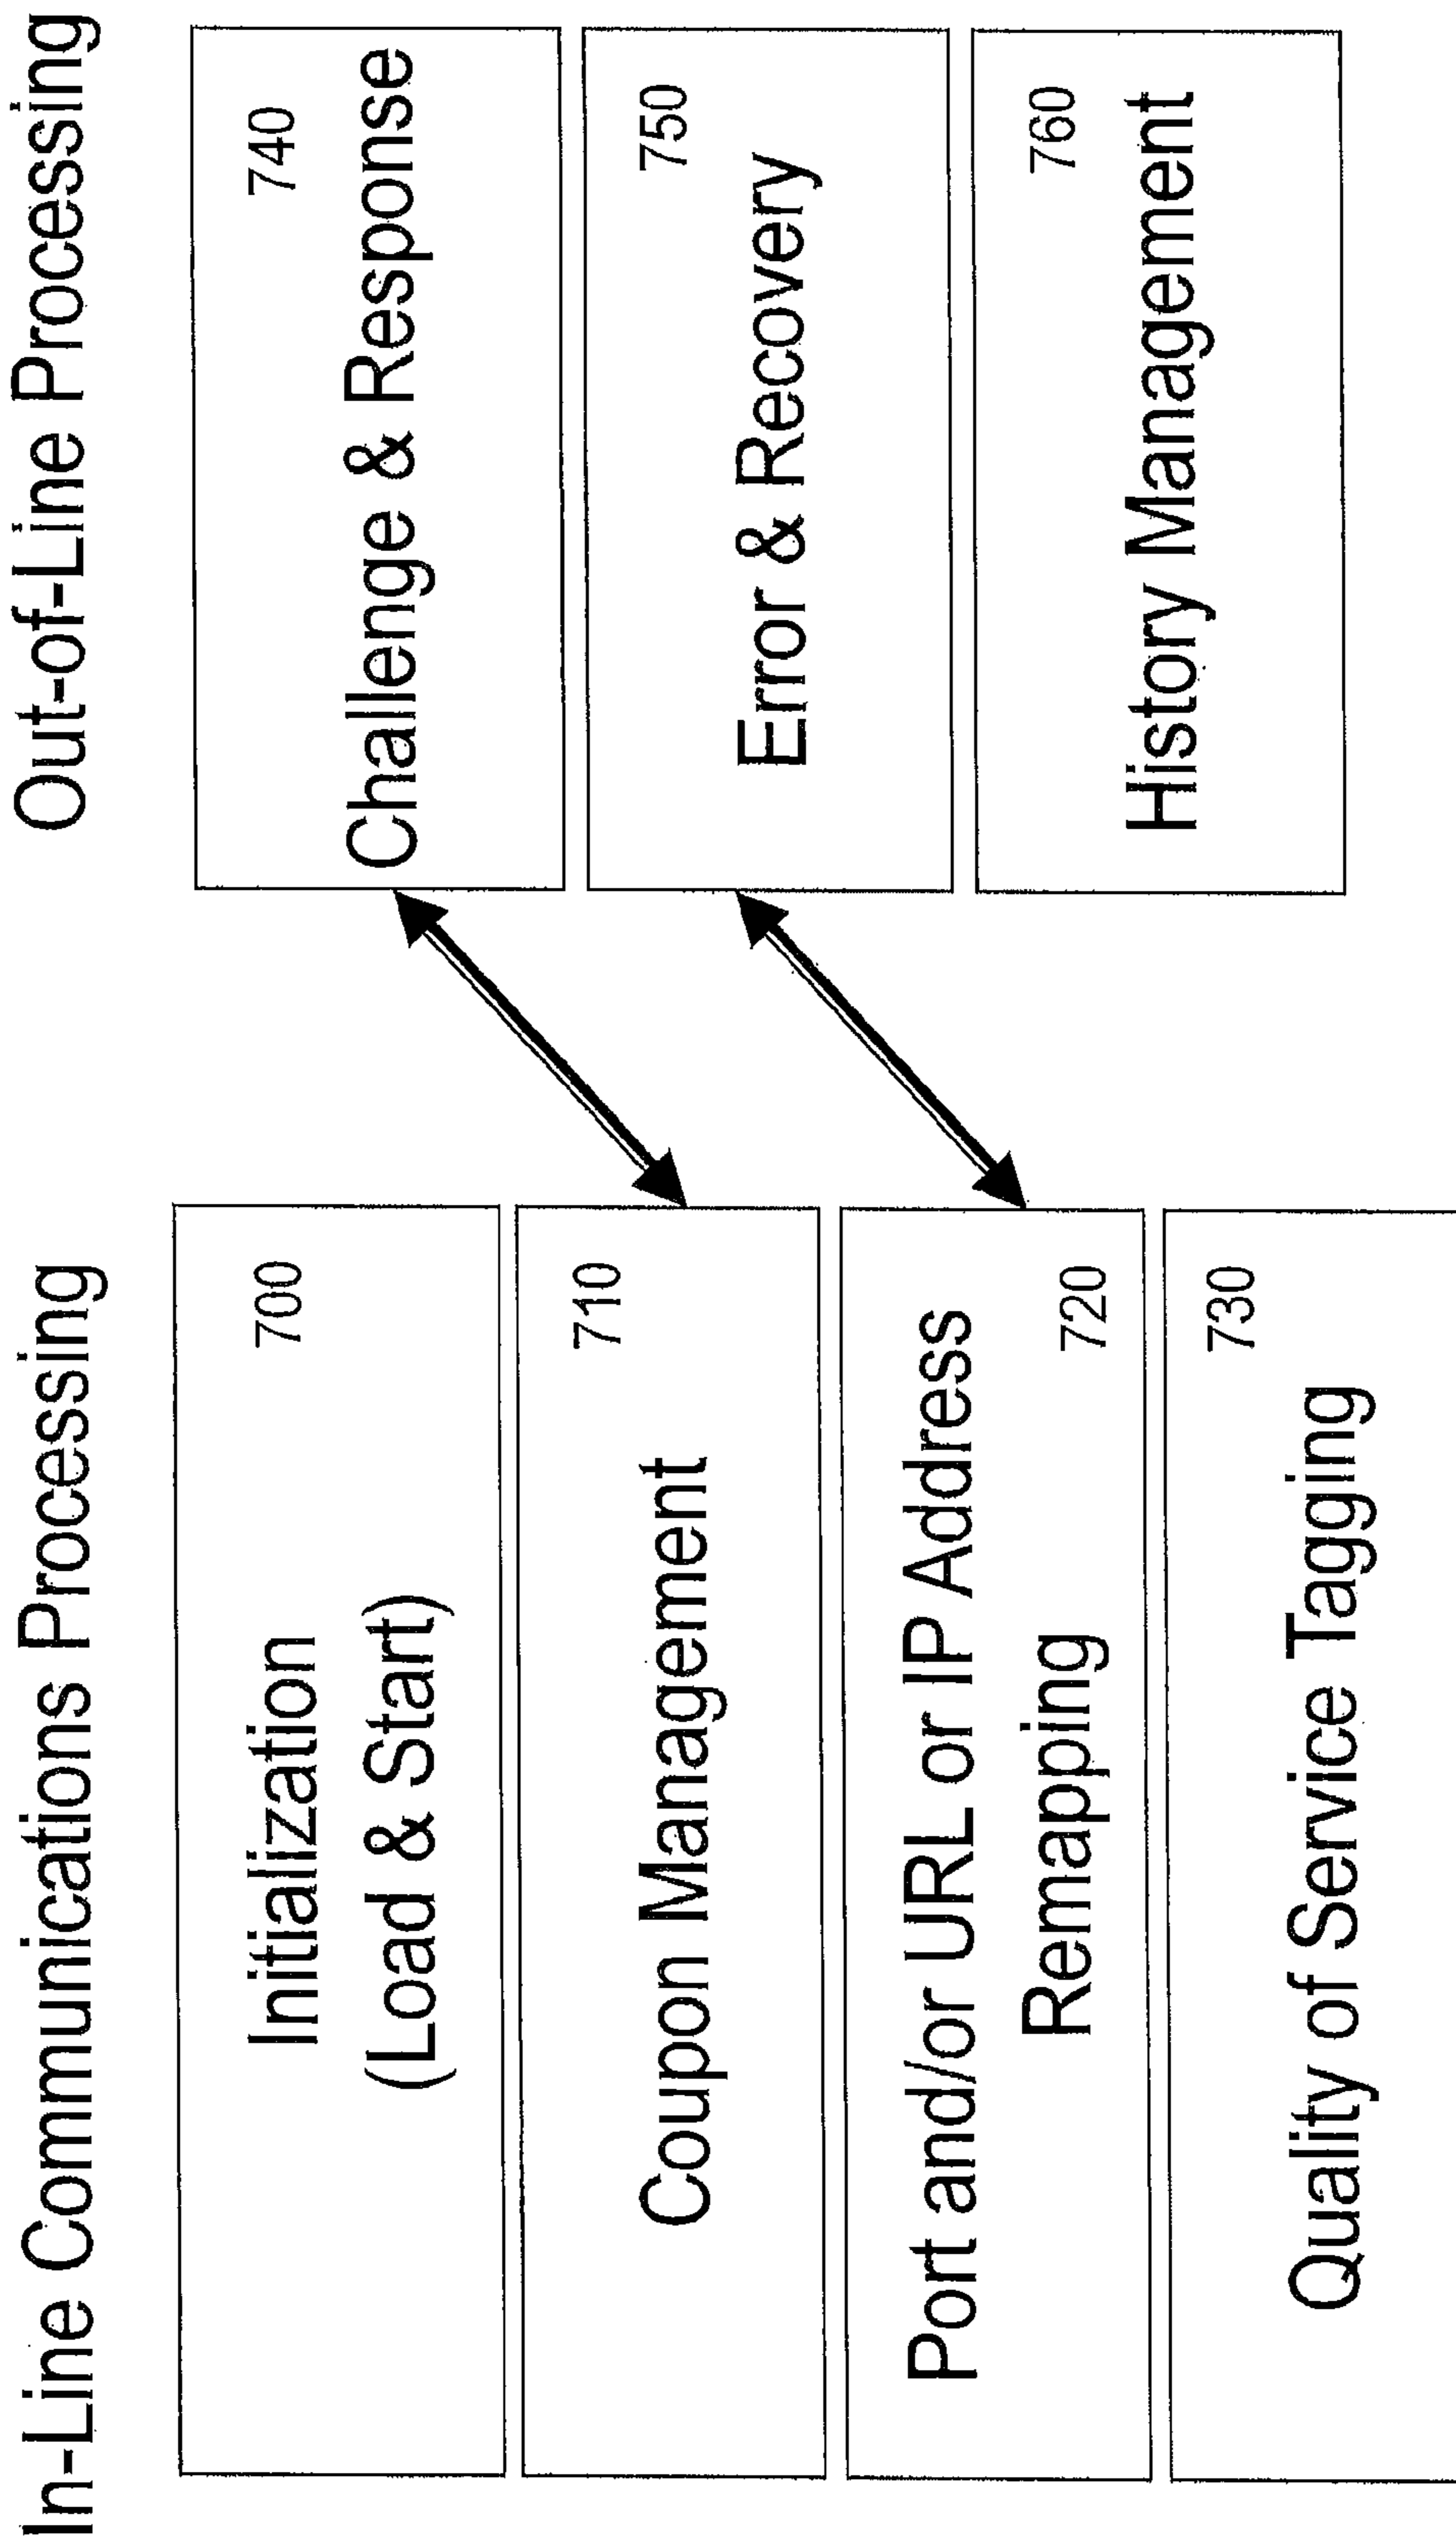 In-Line Communications Processing
700
Initialization
(Load & Start)
710
Coupon Management
Port and/or URL or IP Address
Remapping
720
730
Quality of Service Tagging
Out-of-Line Processing
740
Challenge & Response
750
Error & Recovery
760
History Management